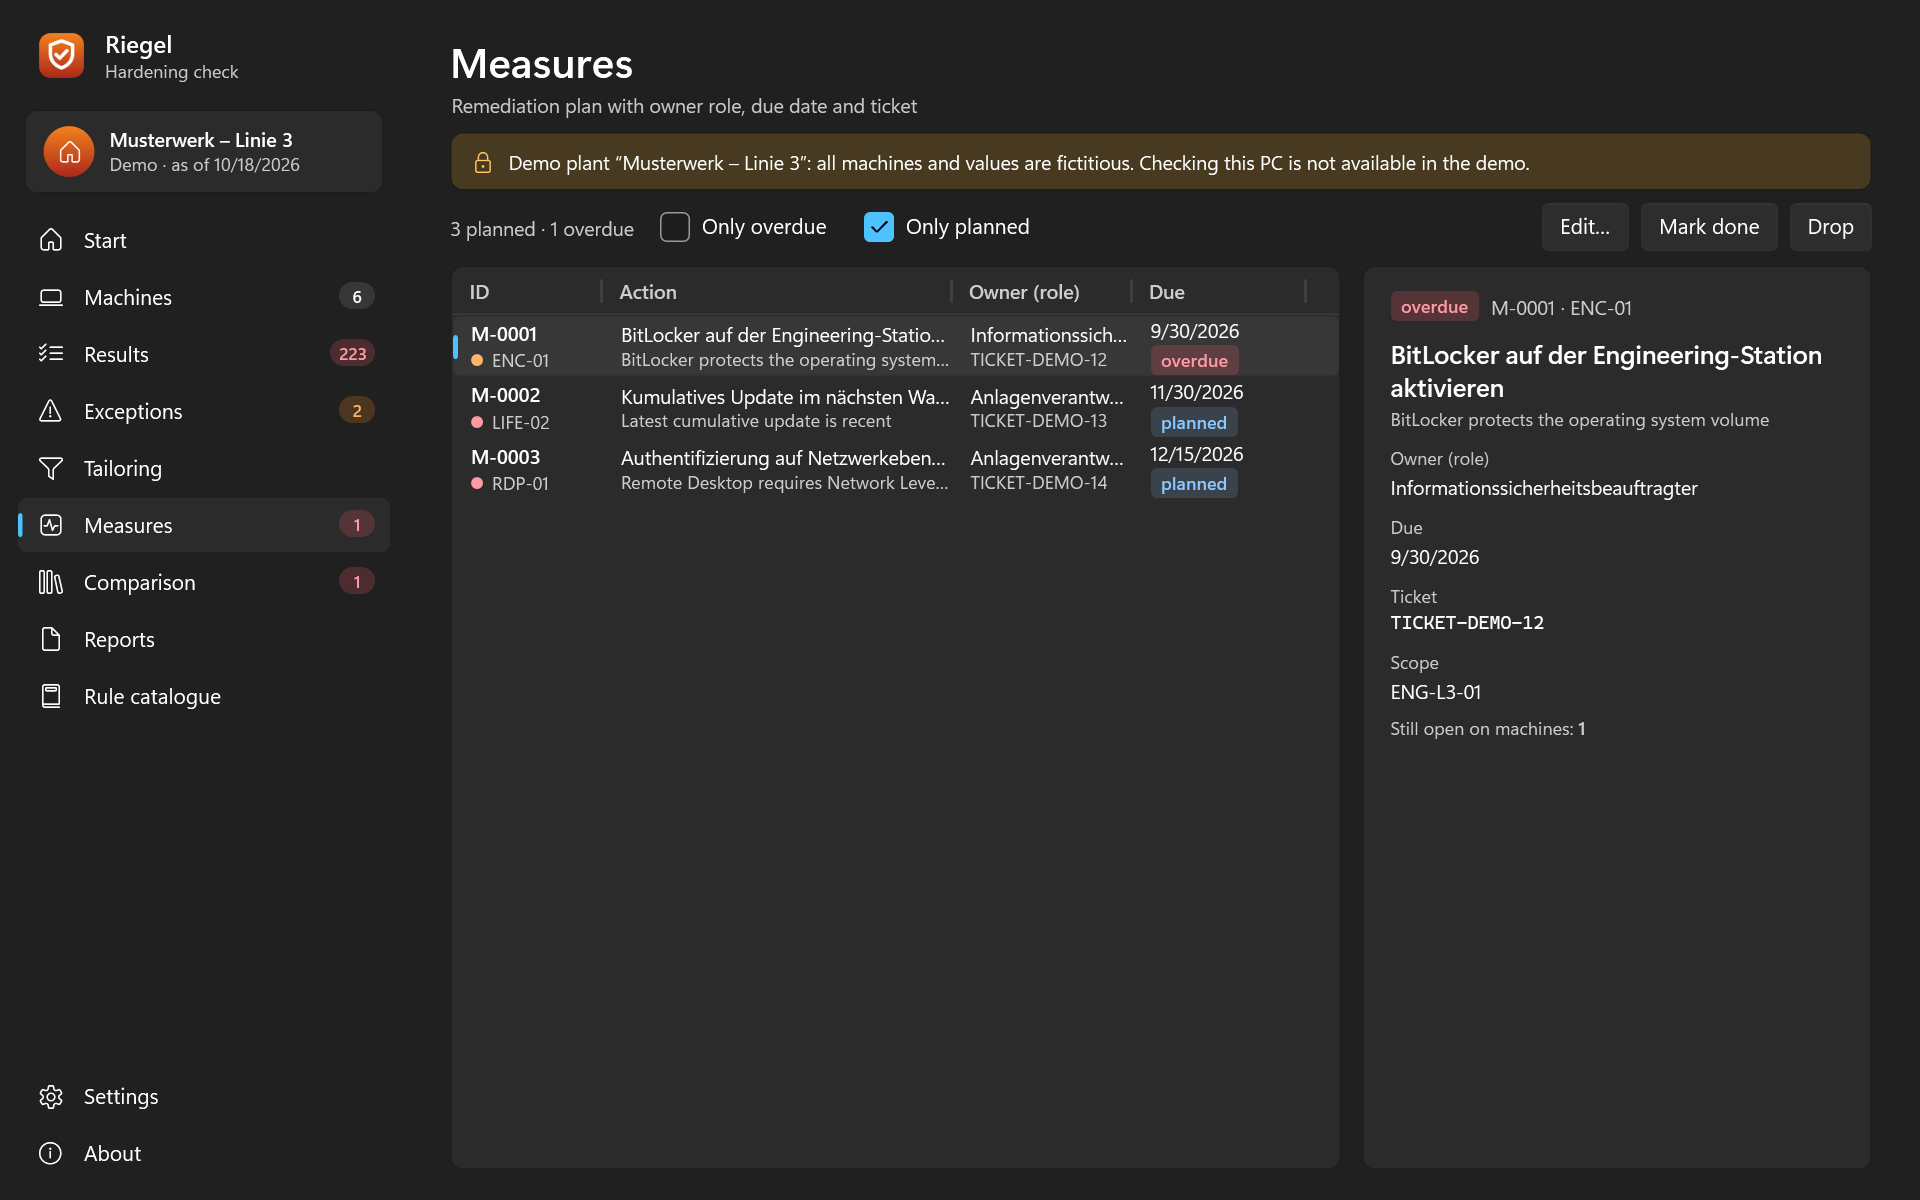 Riegel
Hardening check
Musterwerk – Linie 3
Demo · as of 10/18/2026
Start
Machines 6
Results 223
Exceptions 2
Tailoring
Measures 1
Comparison 1
Reports
Rule catalogue
Settings
About
Measures
Remediation plan with owner role, due date and ticket
Demo plant “Musterwerk – Linie 3”: all machines and values are fictitious. Checking this PC is not available in the demo.
3 planned · 1 overdue Only overdue Only planned Edit... Mark done Drop
ID Action Owner (role) Due
M-0001 BitLocker auf der Engineering-Statio... Informationssich... 9/30/2026
ENC-01 BitLocker protects the operating system... TICKET-DEMO-12 overdue
M-0002 Kumulatives Update im nächsten Wa... Anlagenverantw... 11/30/2026
LIFE-02 Latest cumulative update is recent TICKET-DEMO-13 planned
M-0003 Authentifizierung auf Netzwerkeben... Anlagenverantw... 12/15/2026
RDP-01 Remote Desktop requires Network Leve... TICKET-DEMO-14 planned
overdue M-0001 · ENC-01
BitLocker auf der Engineering-Station
aktivieren
BitLocker protects the operating system volume
Owner (role)
Informationssicherheitsbeauftragter
Due
9/30/2026
Ticket
TICKET-DEMO-12
Scope
ENG-L3-01
Still open on machines: 1